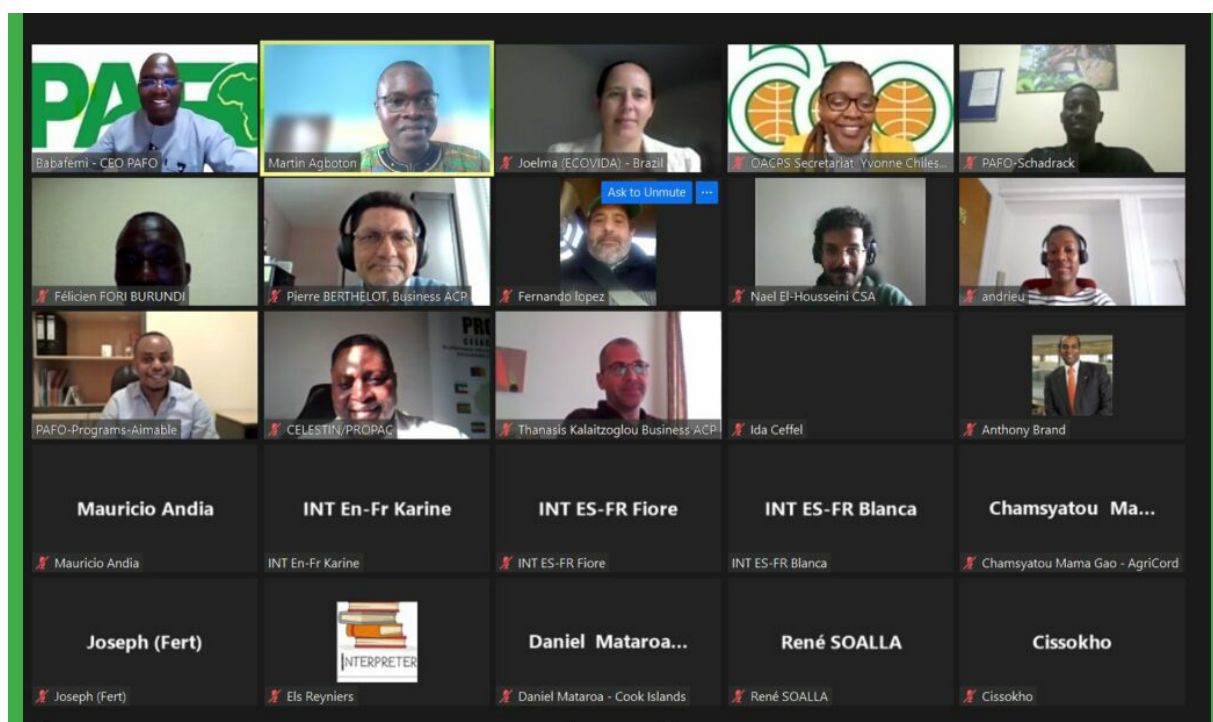 PAFO
Babafemi - CEO PAFO
Martin Agboton
Joelma (ECOVIDA) - Brazil
OACPS Secretariat Yvonne Chiles...
PAFO-Schadrack
Félicien FORI BURUNDI
Pierre BERTHELOT, Business ACP
Ask to Unmute ...
Fernando lopez
Nael El-Housseini CSA
andrieu
PAFO-Programs-Aimable
CELESTIN/PROPAC
Thanasis Kalaitzoglou Business ACP
Ida Ceffel
Anthony Brand
Mauricio Andia
Mauricio Andia
INT En-Fr Karine
INT En-Fr Karine
INT ES-FR Fiore
INT ES-FR Fiore
INT ES-FR Blanca
INT ES-FR Blanca
Chamsyatou Ma...
Chamsyatou Mama Gao - AgriCord
Joseph (Fert)
Joseph (Fert)
INTERPRETER
Els Reyniers
Daniel Mataroa...
Daniel Mataroa - Cook Islands
René SOALLA
René SOALLA
Cissokho
Cissokho